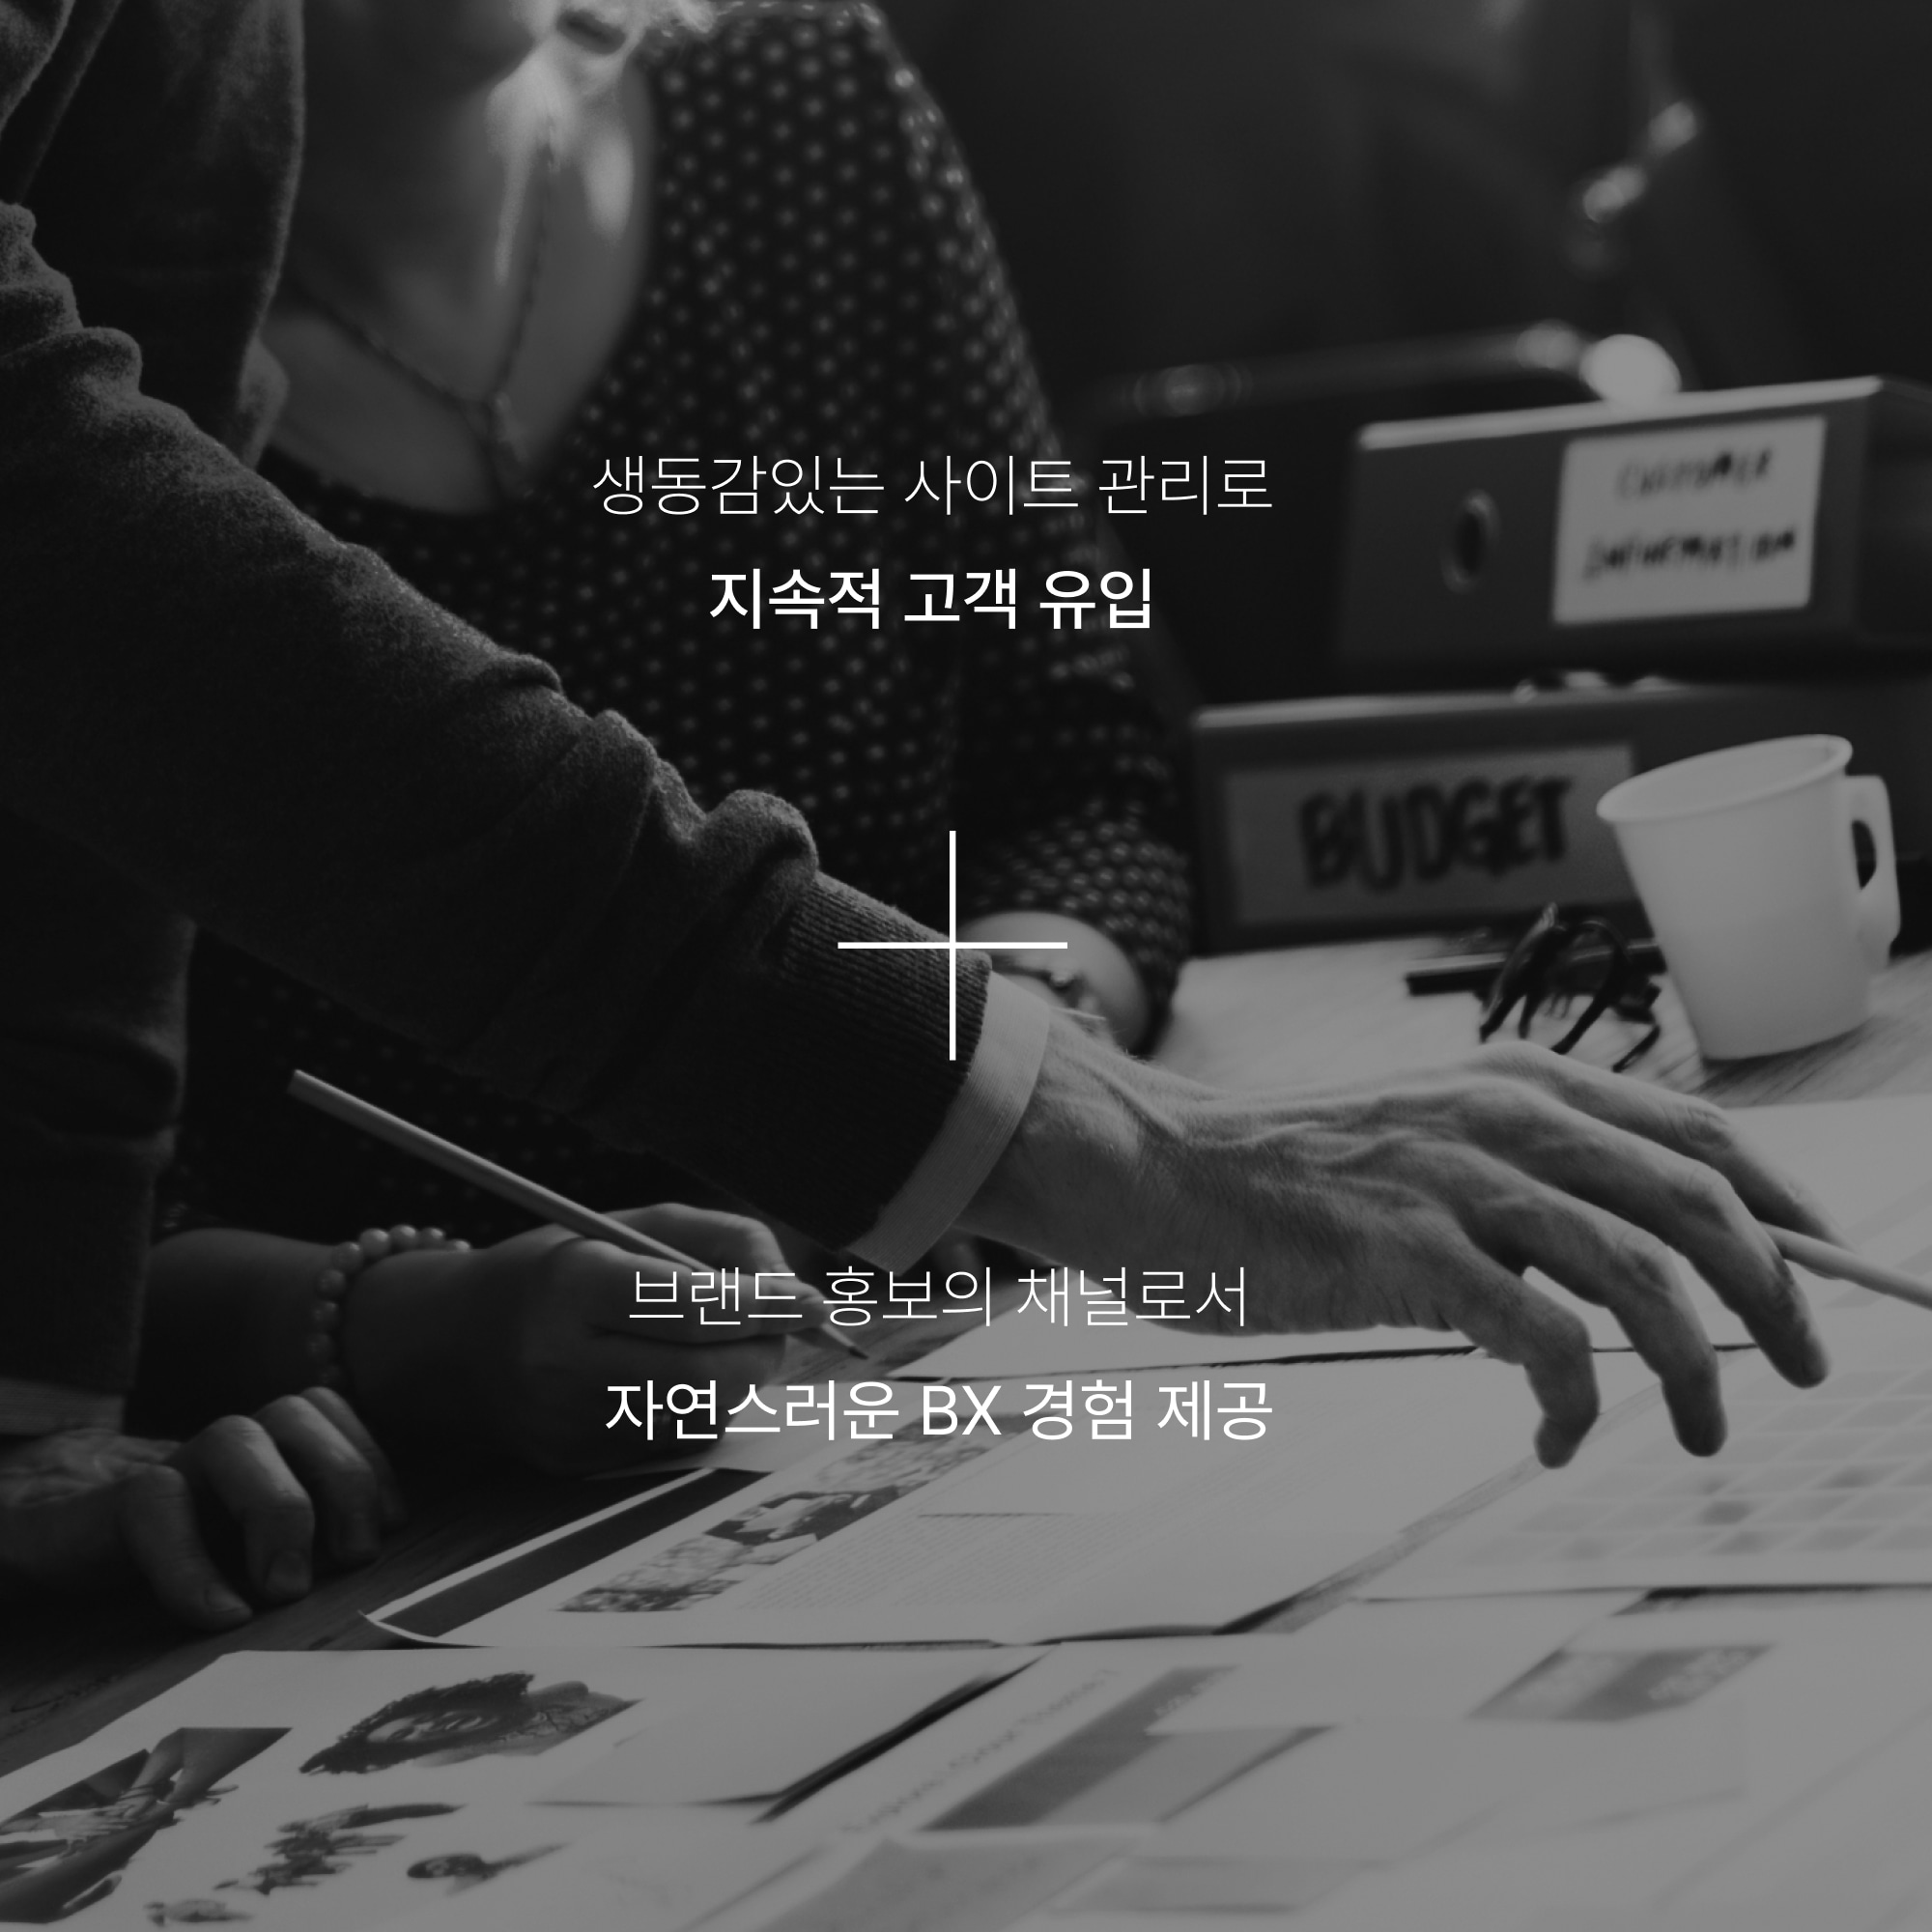 생동감있는 사이트 관리로
지속적 고객 유입
CUSTOMER
INFORMATION
BUDGET
브랜드 홍보의 채널로서
자연스러운 BX 경험 제공